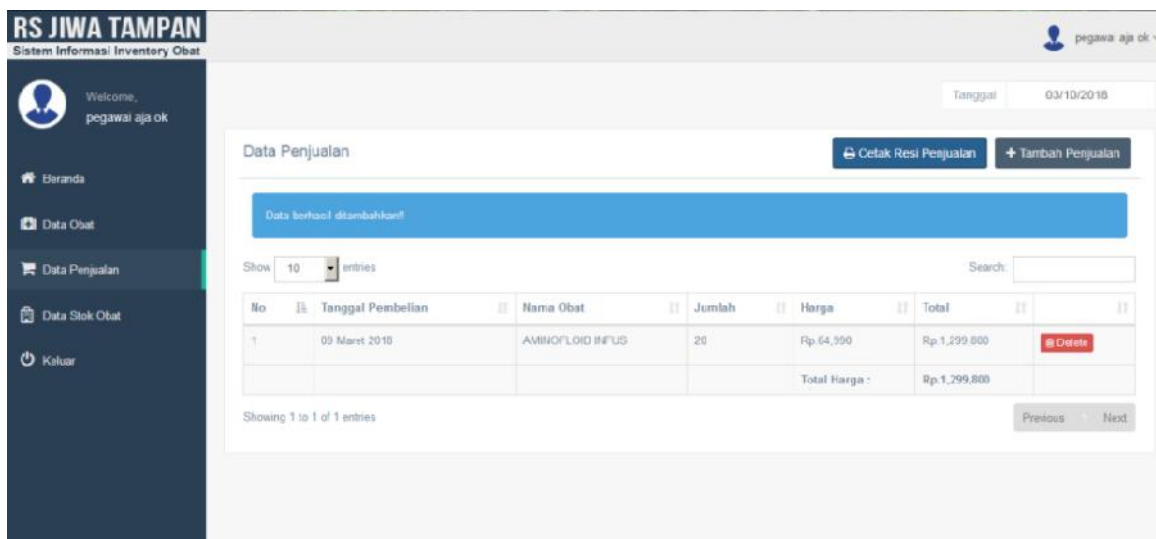 RS JIWA TAMPAN
Sistem Informasi Inventory Obat
pegawai aja ok
Welcome,
pegawai aja ok
Tanggal 03/10/2018
Data Penjualan
Cetak Resi Penjualan
+ Tambah Penjualan
Beranda
Data berhasil ditambahkan!!
Data Obat
Data Penjualan
Show 10 entries
Search:
Data Stok Obat
No Tanggal Pembelian Nama Obat Jumlah Harga Total
1 09 Maret 2018 AMINOFLOID INFUS 20 Rp.64,990 Rp.1,299,800 Delete
Keluar
Total Harga : Rp.1,299,800
Showing 1 to 1 of 1 entries
Previous 1 Next